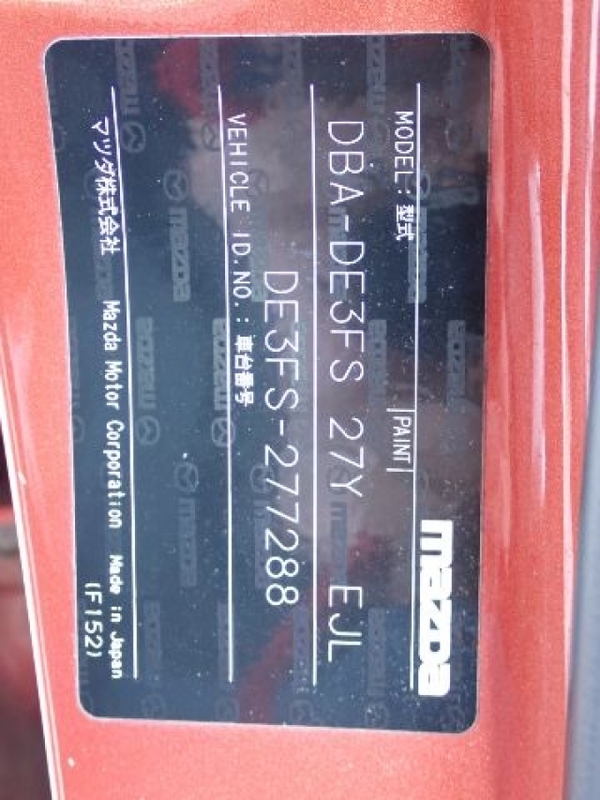 mazda
MODEL: 型式 PAINT
DBA-DE3FS 27Y EJL
VEHICLE ID.NO.: 車台番号
DE3FS-277288
マツダ株式会社 Mazda Motor Corporation Made in Japan
(F152)